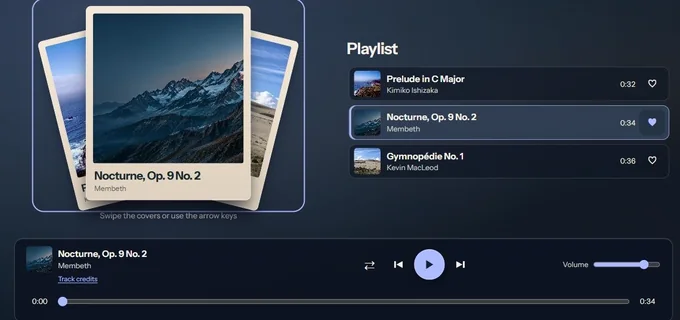 Nocturne, Op. 9 No. 2
Membeth
Swipe the covers or use the arrow keys
Playlist
Prelude in C Major
Kimiko Ishizaka
0:32
Nocturne, Op. 9 No. 2
Membeth
0:34
Gymnopédie No. 1
Kevin MacLeod
0:36
Nocturne, Op. 9 No. 2
Membeth
Track credits
Volume
0:00
0:34